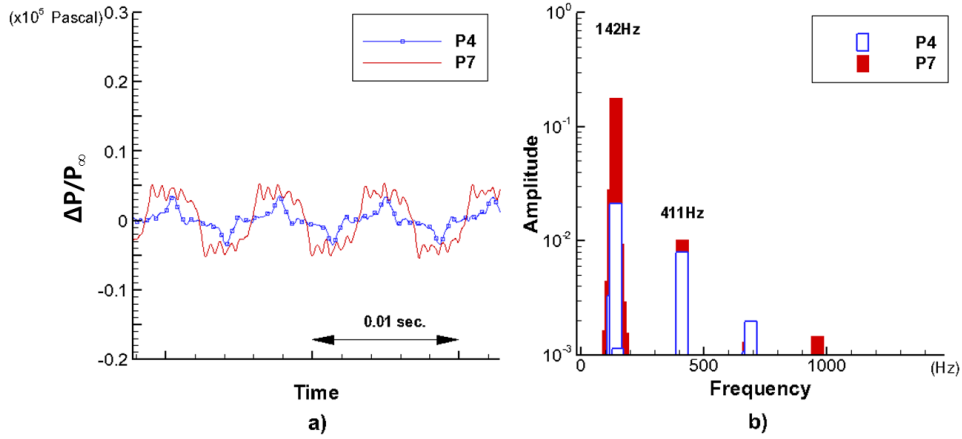 (x10⁵ Pascal)
0.3
0.2
0.1
0
-0.1
-0.2
ΔP/P∞
P4
P7
0.01 sec.
Time
a)
10⁰
10⁻¹
10⁻²
10⁻³
Amplitude
142Hz
411Hz
P4
P7
0
500
1000
(Hz)
Frequency
b)